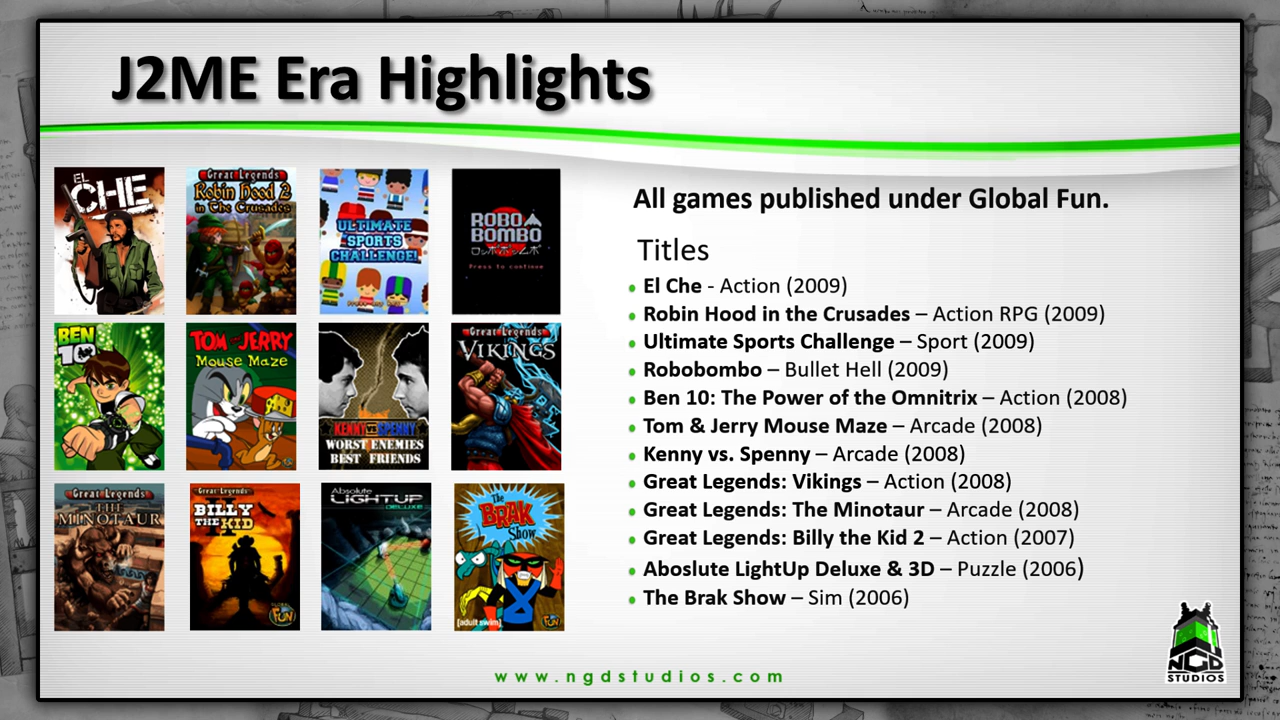 J2ME Era Highlights
EL
CHE
Great Legends
Robin Hood 2
in The Crusades
ULTIMATE
SPORTS
CHALLENGE!
ROBO
BOMBO
Press to continue
BEN
10
TOM AND JERRY
Mouse Maze
KENNY VS SPENNY
WORST ENEMIES
BEST FRIENDS
Great Legends
VIKINGS
Great Legends
THE
MINOTAUR
Great Legends
BILLY
THE KID
FUN
Absolute
LIGHTUP
DELUXE
The
BRAK
Show
[adult swim]
FUN
All games published under Global Fun.
Titles
El Che - Action (2009)
Robin Hood in the Crusades – Action RPG (2009)
Ultimate Sports Challenge – Sport (2009)
Robobombo – Bullet Hell (2009)
Ben 10: The Power of the Omnitrix – Action (2008)
Tom & Jerry Mouse Maze – Arcade (2008)
Kenny vs. Spenny – Arcade (2008)
Great Legends: Vikings – Action (2008)
Great Legends: The Minotaur – Arcade (2008)
Great Legends: Billy the Kid 2 – Action (2007)
Aboslute LightUp Deluxe & 3D – Puzzle (2006)
The Brak Show – Sim (2006)
NGD
STUDIOS
www.ngdstudios.com